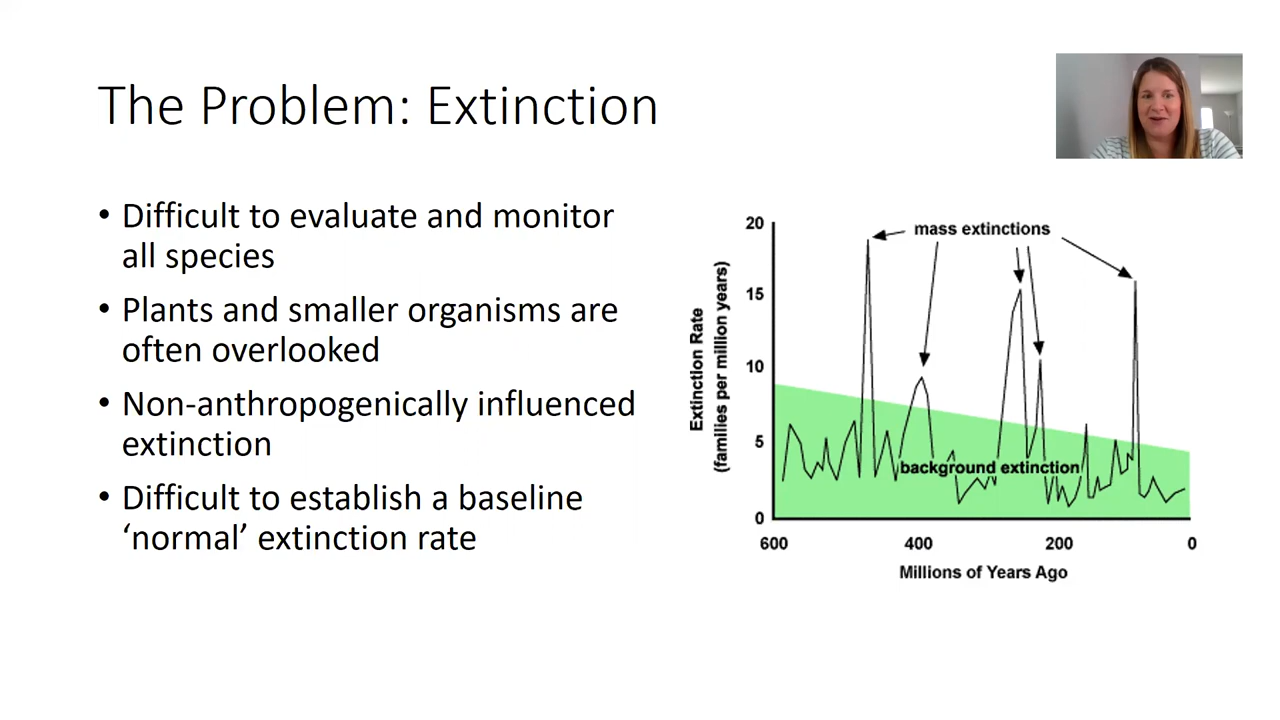 The Problem: Extinction
• Difficult to evaluate and monitor
all species
• Plants and smaller organisms are
often overlooked
• Non-anthropogenically influenced
extinction
• Difficult to establish a baseline
‘normal’ extinction rate
mass extinctions
background extinction
Extinction Rate
(families per million years)
20
15
10
5
0
600
400
200
0
Millions of Years Ago